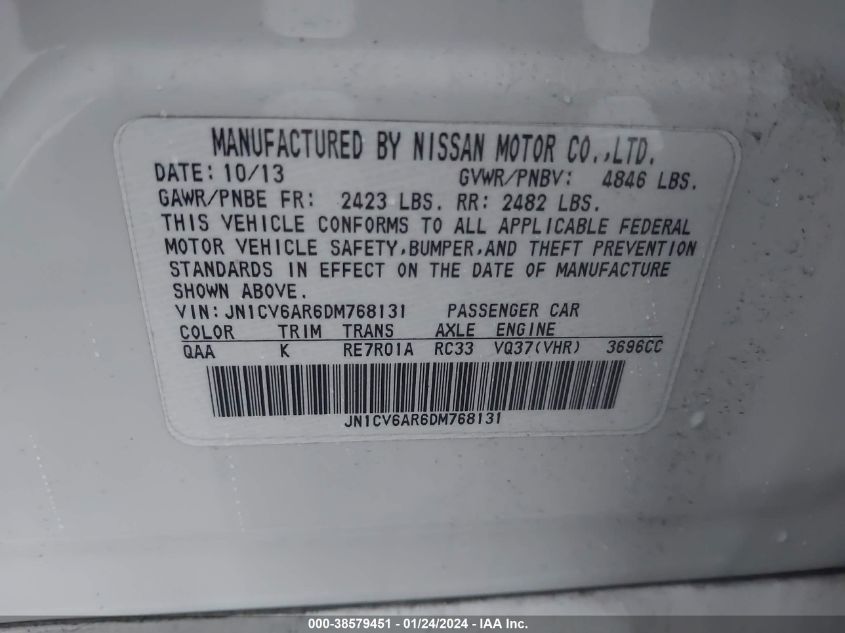 MANUFACTURED BY NISSAN MOTOR CO.,LTD.
DATE: 10/13 GVWR/PNBV: 4846 LBS.
GAWR/PNBE FR: 2423 LBS. RR: 2482 LBS.
THIS VEHICLE CONFORMS TO ALL APPLICABLE FEDERAL
MOTOR VEHICLE SAFETY,BUMPER,AND THEFT PREVENTION
STANDARDS IN EFFECT ON THE DATE OF MANUFACTURE
SHOWN ABOVE.
VIN: JN1CV6AR6DM768131 PASSENGER CAR
COLOR TRIM TRANS AXLE ENGINE
QAA K RE7R01A RC33 VQ37(VHR) 3696CC
JN1CV6AR6DM768131
000-38579451 - 01/24/2024 - IAA Inc.